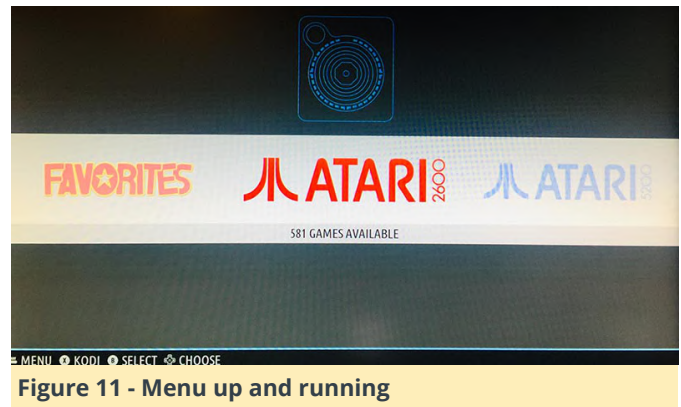 FAVORITES
ATARI 2600
ATARI 5200
581 GAMES AVAILABLE
MENU X KODI B SELECT CHOOSE
Figure 11 - Menu up and running